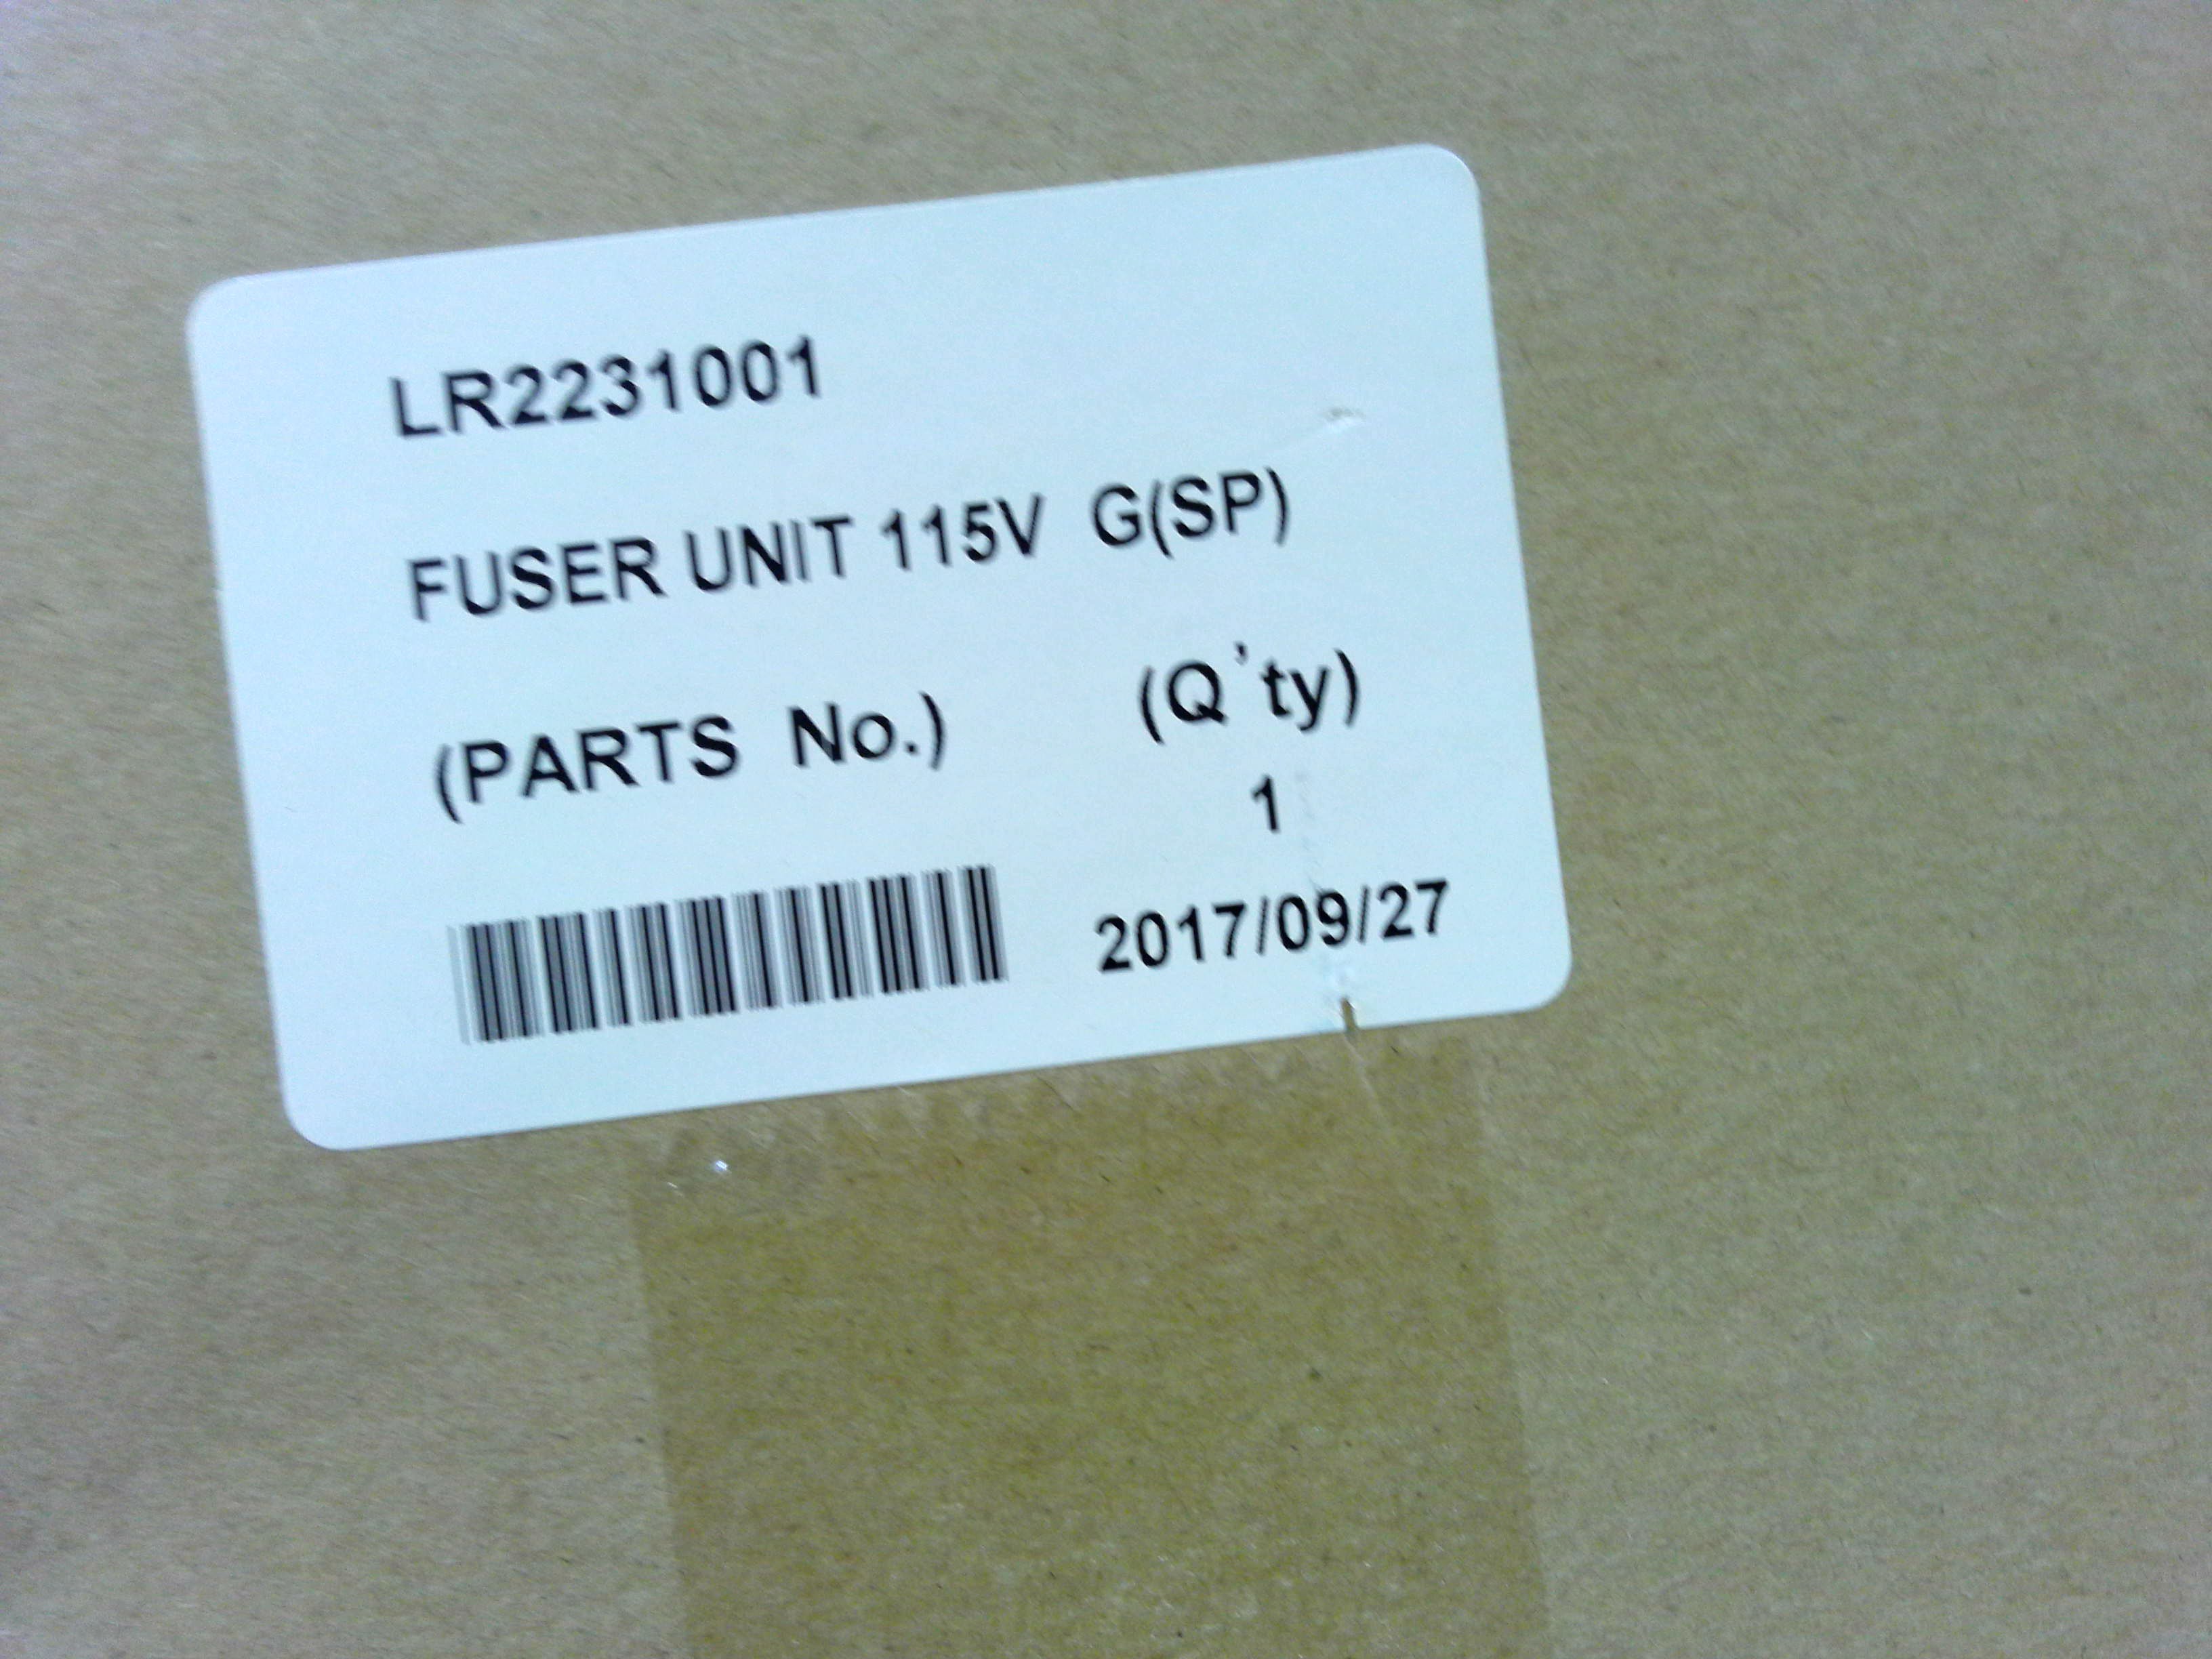 LR2231001
FUSER UNIT 115V G(SP)
(PARTS No.) (Q'ty)
1
2017/09/27